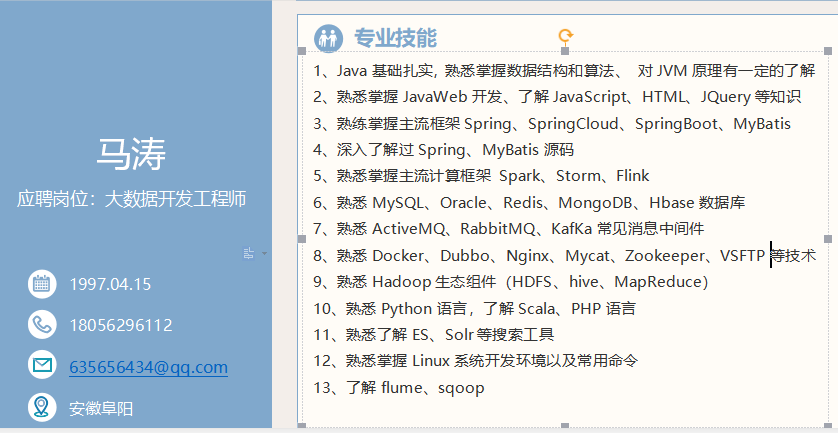 马涛
应聘岗位：大数据开发工程师
1997.04.15
18056296112
635656434@qq.com
安徽阜阳
专业技能
1、Java 基础扎实, 熟悉掌握数据结构和算法、 对 JVM 原理有一定的了解
2、熟悉掌握 JavaWeb 开发、了解 JavaScript、HTML、JQuery 等知识
3、熟练掌握主流框架 Spring、SpringCloud、SpringBoot、MyBatis
4、深入了解过 Spring、MyBatis 源码
5、熟悉掌握主流计算框架 Spark、Storm、Flink
6、熟悉 MySQL、Oracle、Redis、MongoDB、Hbase 数据库
7、熟悉 ActiveMQ、RabbitMQ、KafKa 常见消息中间件
8、熟悉 Docker、Dubbo、Nginx、Mycat、Zookeeper、VSFTP 等技术
9、熟悉 Hadoop 生态组件（HDFS、hive、MapReduce）
10、熟悉 Python 语言，了解 Scala、PHP 语言
11、熟悉了解 ES、Solr 等搜索工具
12、熟悉掌握 Linux 系统开发环境以及常用命令
13、了解 flume、sqoop